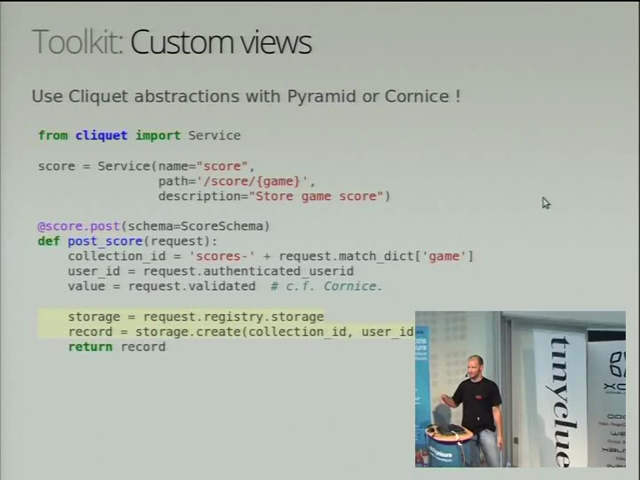 Toolkit: Custom views
Use Cliquet abstractions with Pyramid or Cornice !
from cliquet import Service
score = Service(name="score",
path='/score/{game}',
description="Store game score")
@score.post(schema=ScoreSchema)
def post_score(request):
collection_id = 'scores-' + request.match_dict['game']
user_id = request.authenticated_userid
value = request.validated # c.f. Cornice.
storage = request.registry.storage
record = storage.create(collection_id, user_id
return record
tinyclue